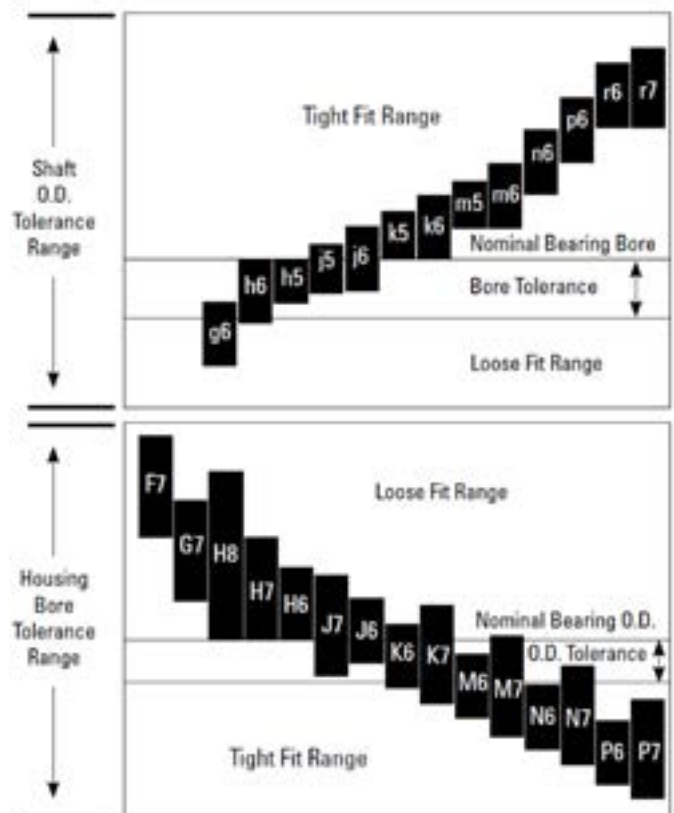 Shaft
O.D.
Tolerance
Range
Tight Fit Range
g6
h6
h5
j5
j6
k5
k6
m5
m6
n6
p6
r6
r7
Nominal Bearing Bore
Bore Tolerance
Loose Fit Range
Housing
Bore
Tolerance
Range
Loose Fit Range
F7
G7
H8
H7
H6
J7
J6
K6
K7
M6
M7
N6
N7
P6
P7
Nominal Bearing O.D.
O.D. Tolerance
Tight Fit Range